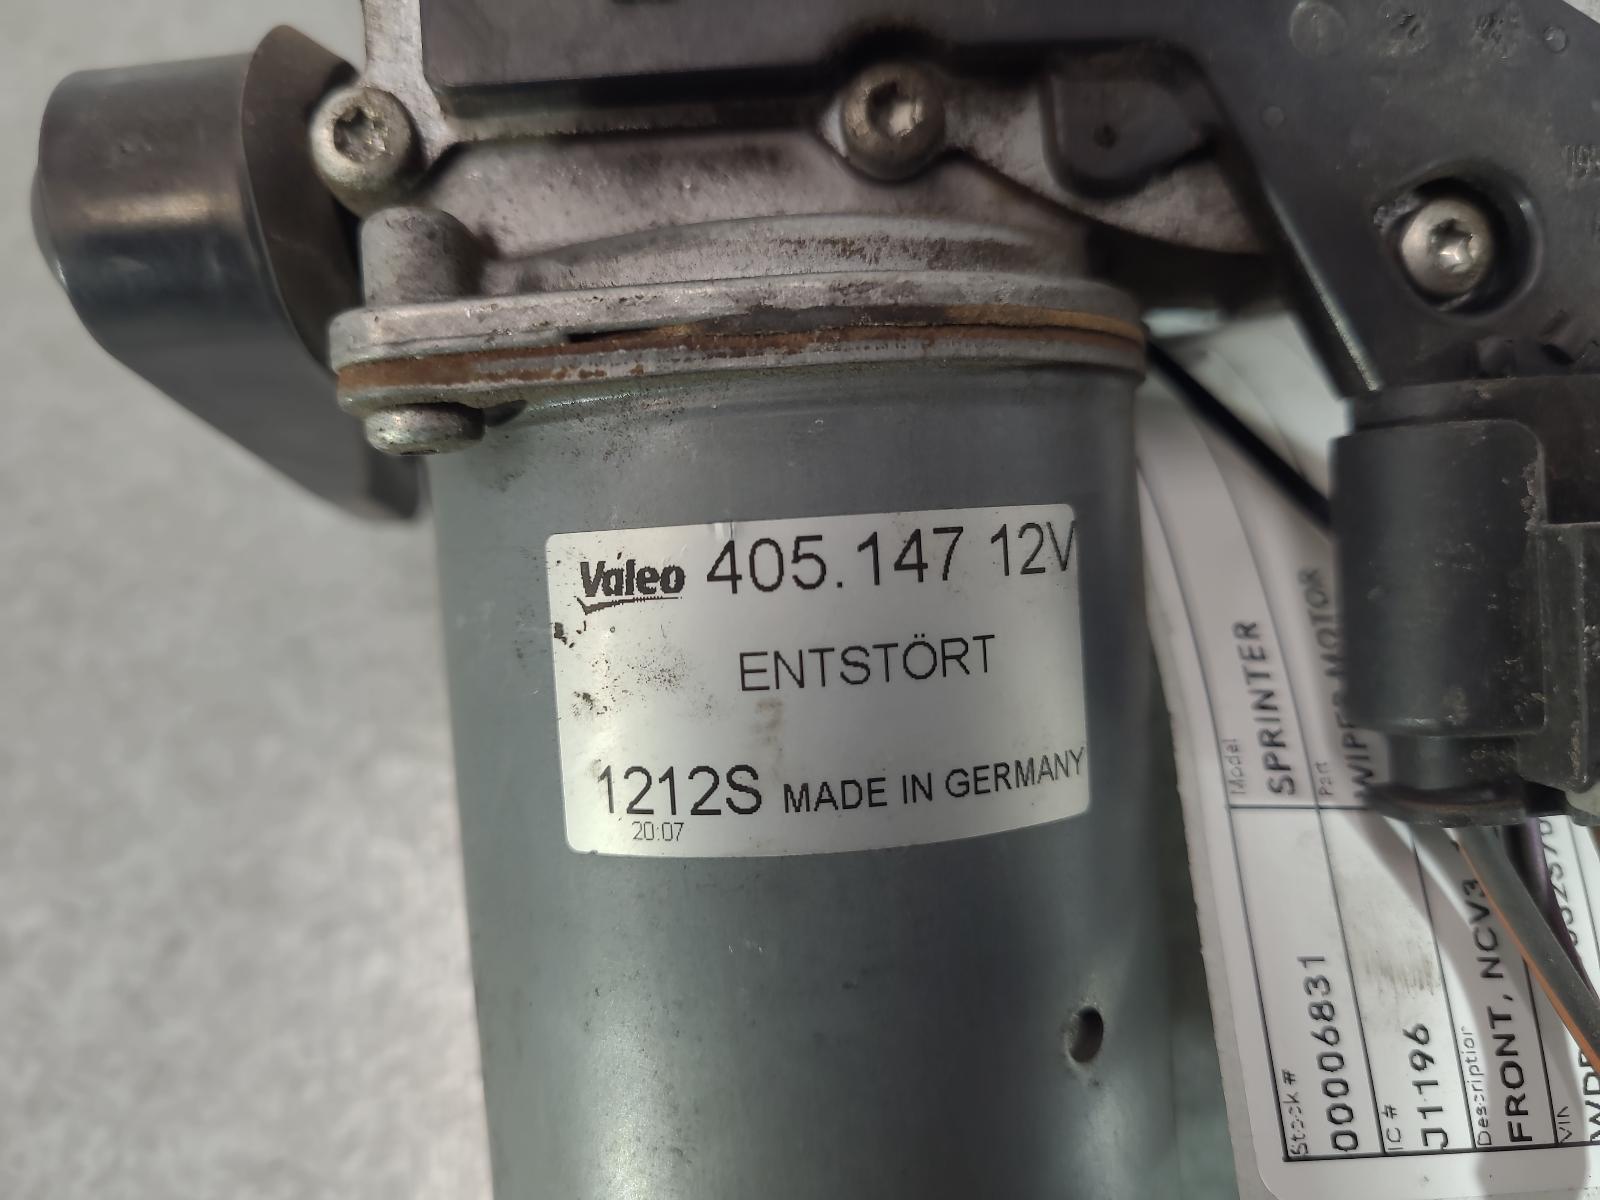 Valeo 405.147 12V
ENTSTÖRT
1212S MADE IN GERMANY
20:07
Model
SPRINTER
Part
WIPER MOTOR
Stock #
00006831
IC #
J1196
Description
FRONT, NCV3
VIN